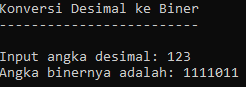 Konversi Desimal ke Biner
-------------------------
Input angka desimal: 123
Angka binernya adalah: 1111011